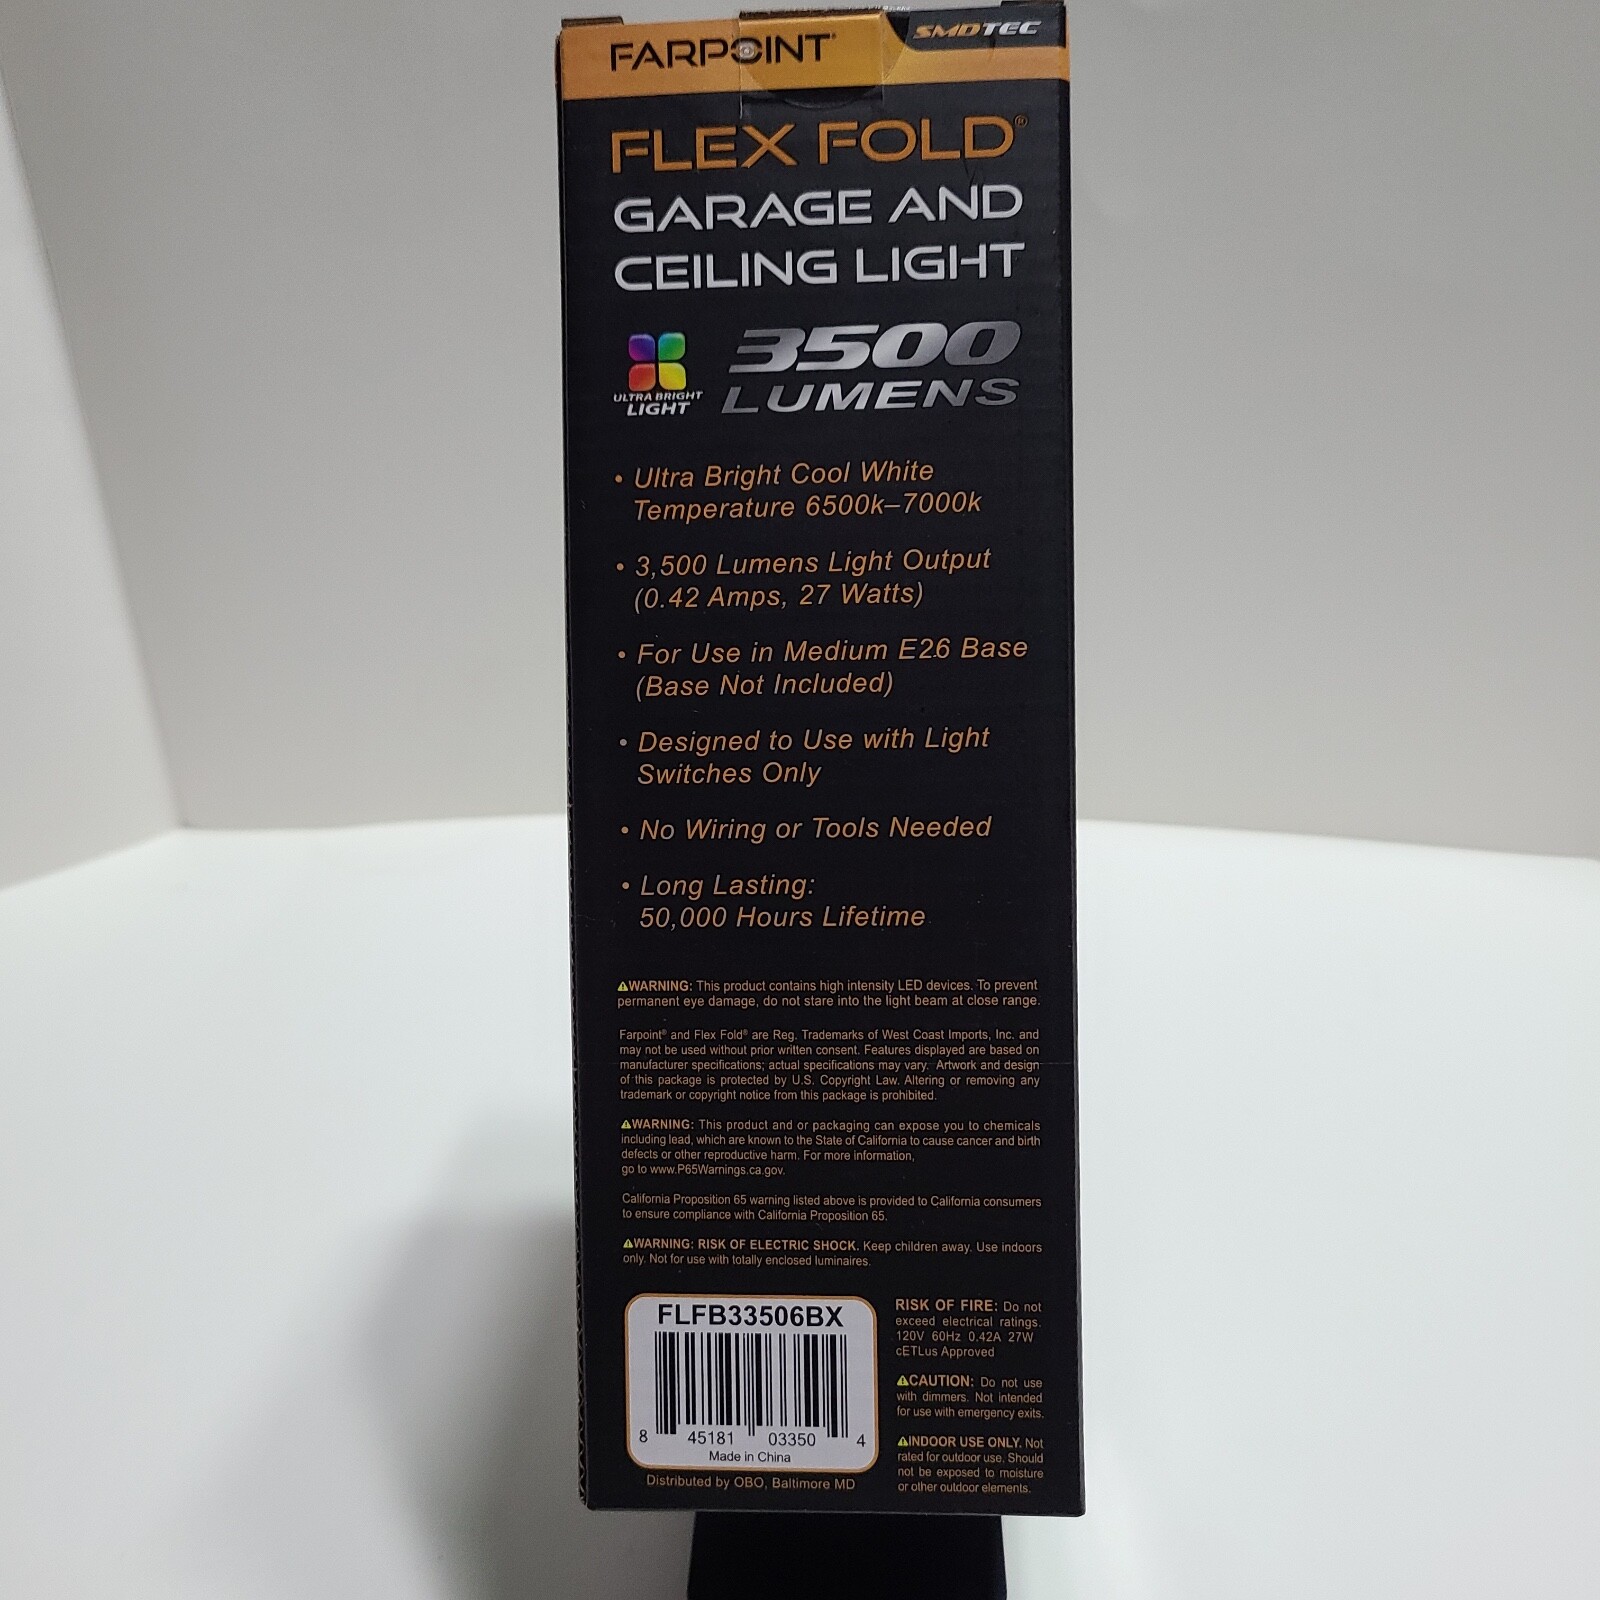 FARPOINT®
SMDTEC
FLEX FOLD®
GARAGE AND
CEILING LIGHT
ULTRA BRIGHT
LIGHT
3500
LUMENS
• Ultra Bright Cool White
Temperature 6500k–7000k
• 3,500 Lumens Light Output
(0.42 Amps, 27 Watts)
• For Use in Medium E26 Base
(Base Not Included)
• Designed to Use with Light
Switches Only
• No Wiring or Tools Needed
• Long Lasting:
50,000 Hours Lifetime
⚠WARNING: This product contains high intensity LED devices. To prevent
permanent eye damage, do not stare into the light beam at close range.
Farpoint® and Flex Fold® are Reg. Trademarks of West Coast Imports, Inc. and
may not be used without prior written consent. Features displayed are based on
manufacturer specifications; actual specifications may vary. Artwork and design
of this package is protected by U.S. Copyright Law. Altering or removing any
trademark or copyright notice from this package is prohibited.
⚠WARNING: This product and or packaging can expose you to chemicals
including lead, which are known to the State of California to cause cancer and birth
defects or other reproductive harm. For more information,
go to www.P65Warnings.ca.gov.
California Proposition 65 warning listed above is provided to California consumers
to ensure compliance with California Proposition 65.
⚠WARNING: RISK OF ELECTRIC SHOCK. Keep children away. Use indoors
only. Not for use with totally enclosed luminaires.
FLFB33506BX
8 45181 03350 4
Made in China
Distributed by OBO, Baltimore MD
RISK OF FIRE: Do not
exceed electrical ratings.
120V 60Hz 0.42A 27W
cETLus Approved
⚠CAUTION: Do not use
with dimmers. Not intended
for use with emergency exits.
⚠INDOOR USE ONLY. Not
rated for outdoor use. Should
not be exposed to moisture
or other outdoor elements.